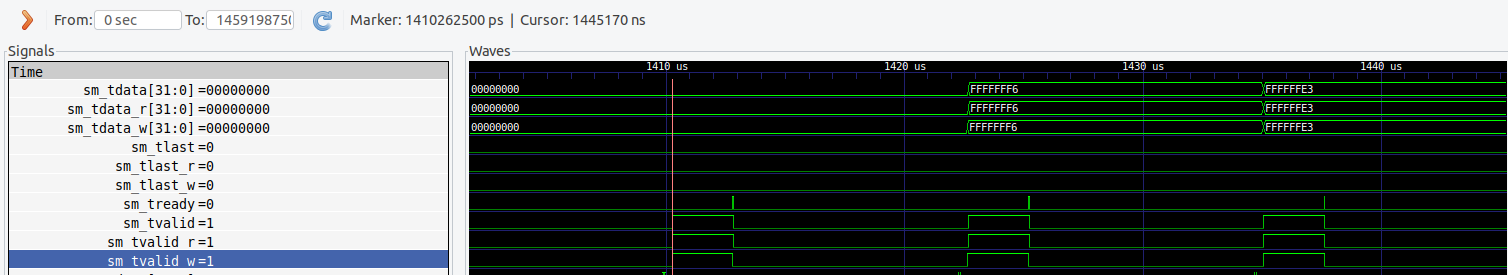 From: 0 sec To: 1459198750 Marker: 1410262500 ps | Cursor: 1445170 ns
Signals Waves
Time 1410 us 1420 us 1430 us 1440 us
sm_tdata[31:0]=00000000 00000000 FFFFFFF6 FFFFFFE3
sm_tdata_r[31:0]=00000000 00000000 FFFFFFF6 FFFFFFE3
sm_tdata_w[31:0]=00000000 00000000 FFFFFFF6 FFFFFFE3
sm_tlast=0
sm_tlast_r=0
sm_tlast_w=0
sm_tready=0
sm_tvalid=1
sm_tvalid_r=1
sm_tvalid_w=1